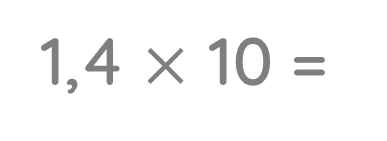 1,4 × 10 =